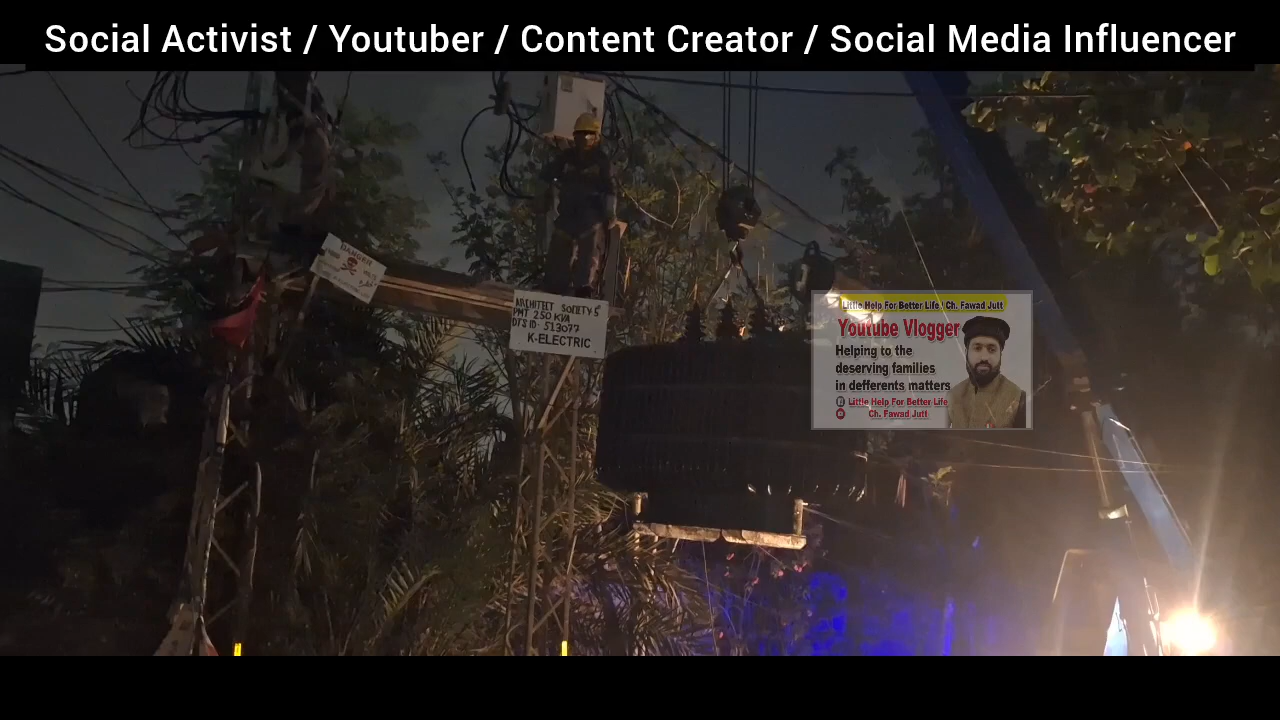 Social Activist / Youtuber / Content Creator / Social Media Influencer
DANGER
ARCHITECT SOCIETY 5
PMT 250 KVA
DTS ID: 513077
K-ELECTRIC
Little Help For Better Life \ Ch. Fawad Jutt
Youtube Vlogger
Helping to the
deserving families
in defferents matters
Little Help For Better Life
Ch. Fawad Jutt